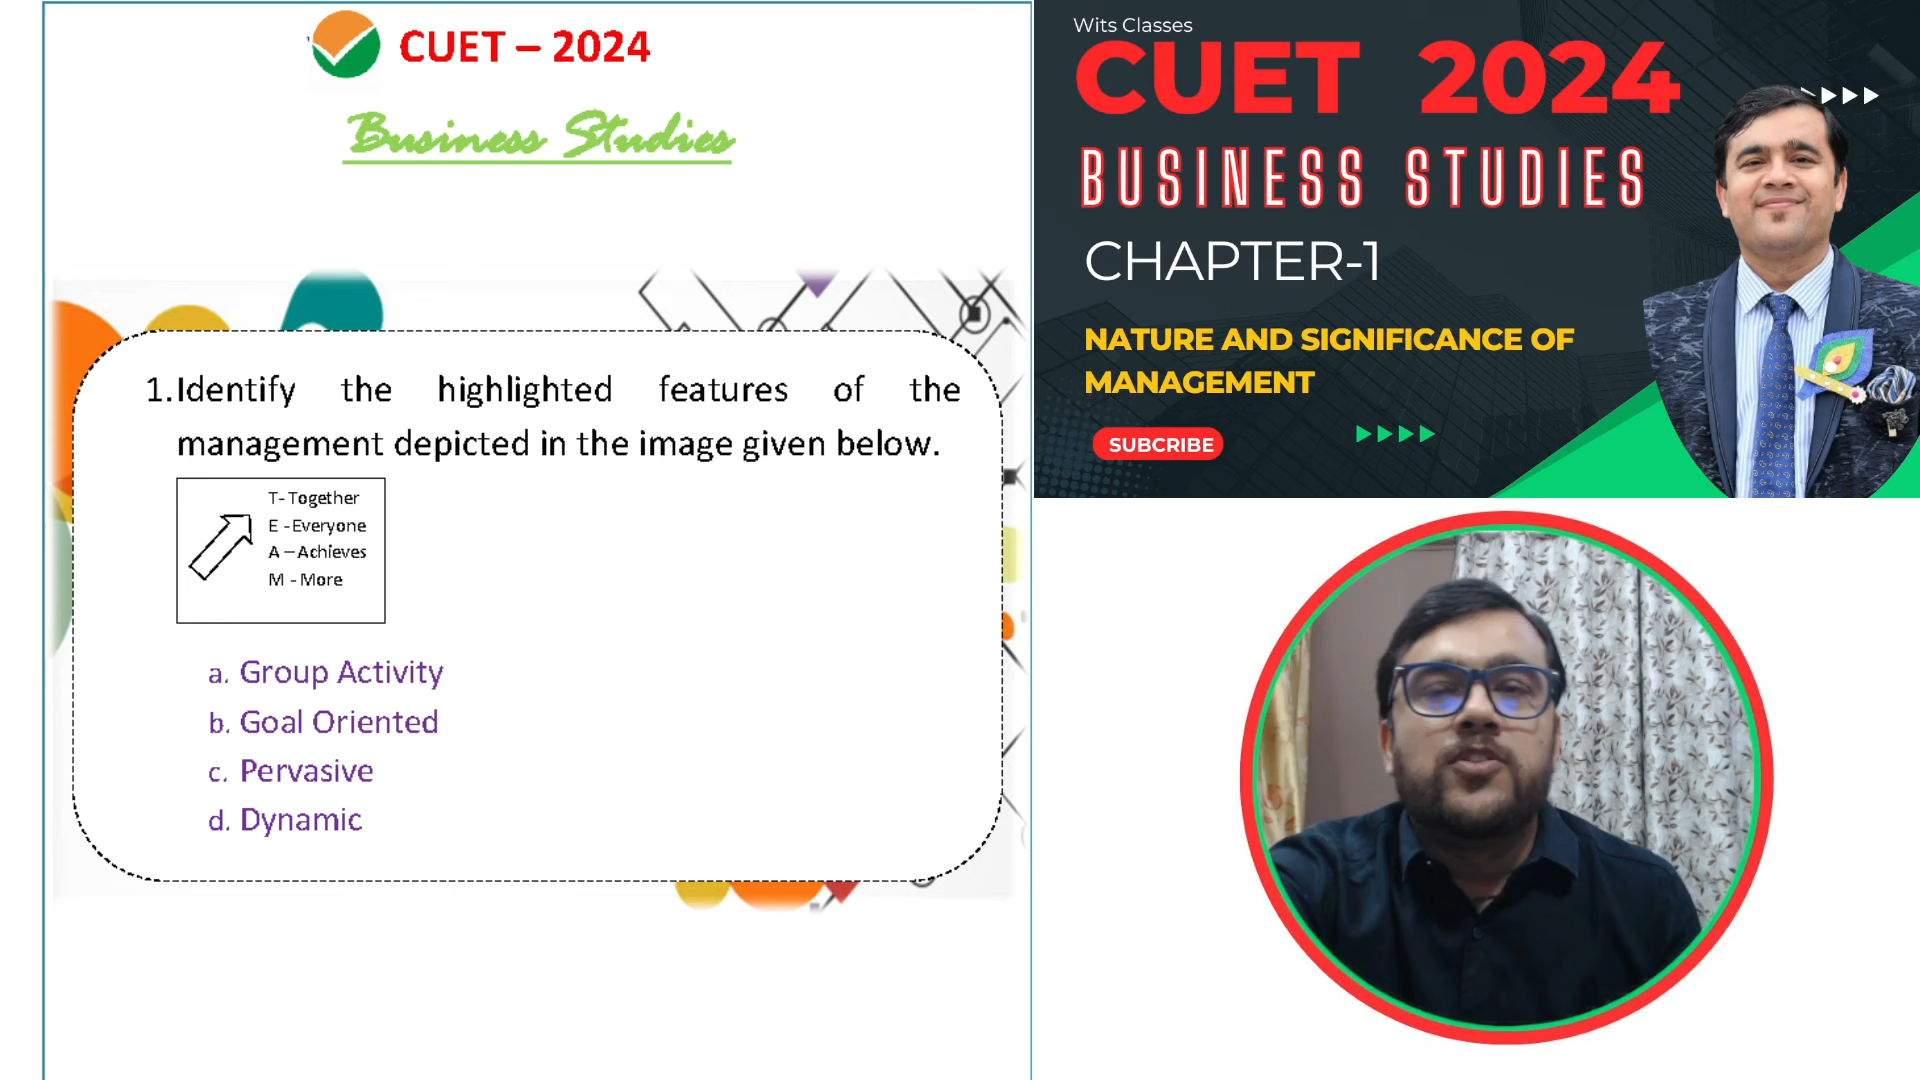 CUET – 2024
Business Studies
1.Identify the highlighted features of the
management depicted in the image given below.
T- Together
E -Everyone
A –Achieves
M -More
a. Group Activity
b. Goal Oriented
c. Pervasive
d. Dynamic
Wits Classes
CUET 2024
BUSINESS STUDIES
CHAPTER-1
NATURE AND SIGNIFICANCE OF
MANAGEMENT
SUBCRIBE